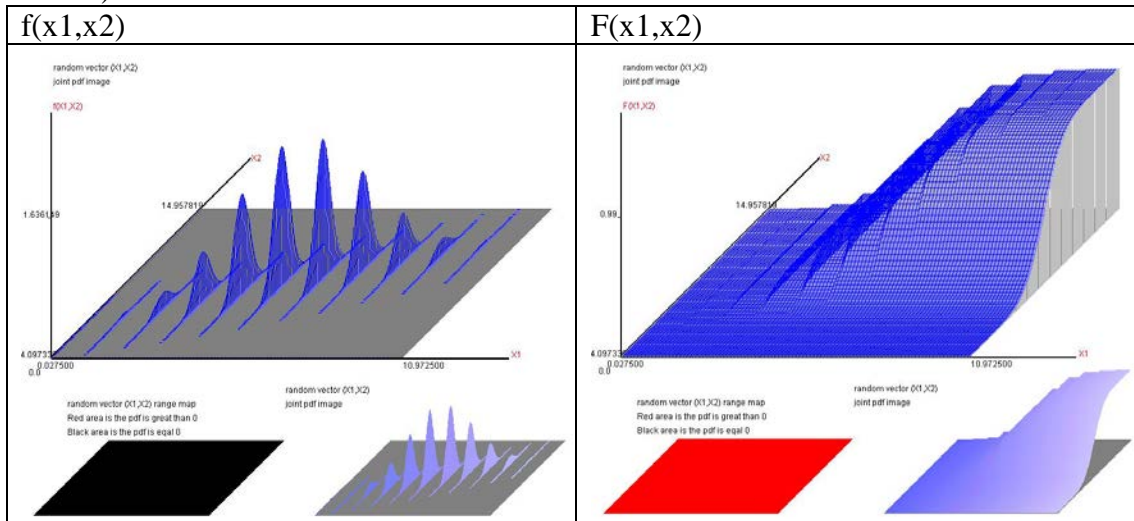 f(x1,x2)
F(x1,x2)
random vector (X1,X2)
joint pdf image
f(X1,X2)
X2
14.957819
1.636149
X1
4.09733
0.027500
0.0
10.972500
random vector (X1,X2)
joint pdf image
random vector (X1,X2) range map
Red area is the pdf is great than 0
Black area is the pdf is eqal 0
random vector (X1,X2)
joint pdf image
F(X1,X2)
X2
14.957819
0.99
X1
4.09733
0.027500
0.0
10.972500
random vector (X1,X2)
joint pdf image
random vector (X1,X2) range map
Red area is the pdf is great than 0
Black area is the pdf is eqal 0